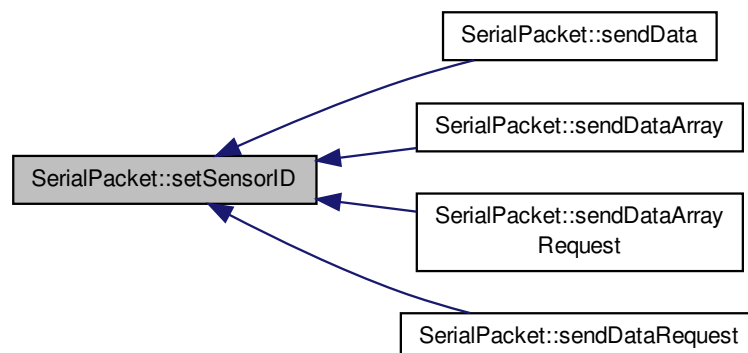 SerialPacket::sendData
SerialPacket::sendDataArray
SerialPacket::setSensorID
SerialPacket::sendDataArray
Request
SerialPacket::sendDataRequest